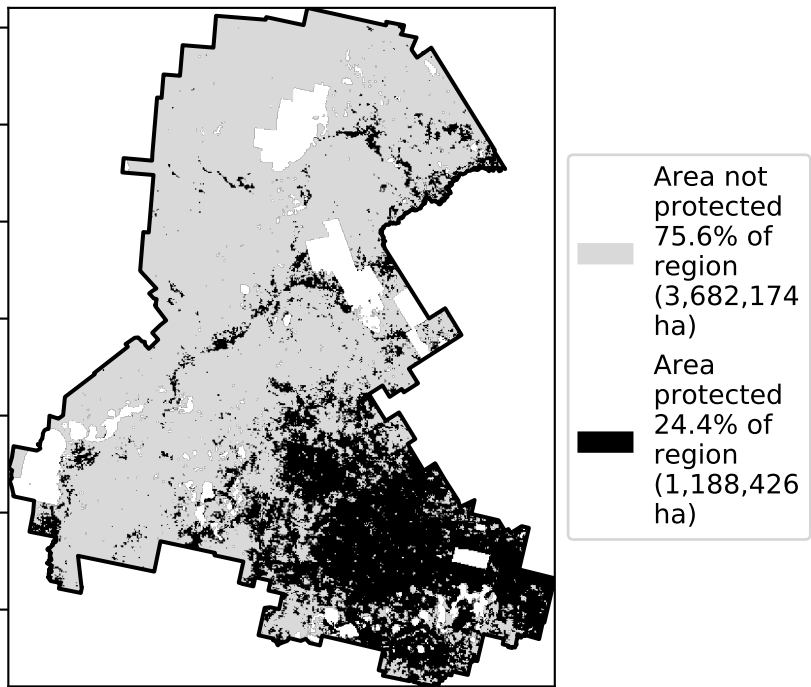 Area not
protected
75.6% of
region
(3,682,174
ha)
Area
protected
24.4% of
region
(1,188,426
ha)